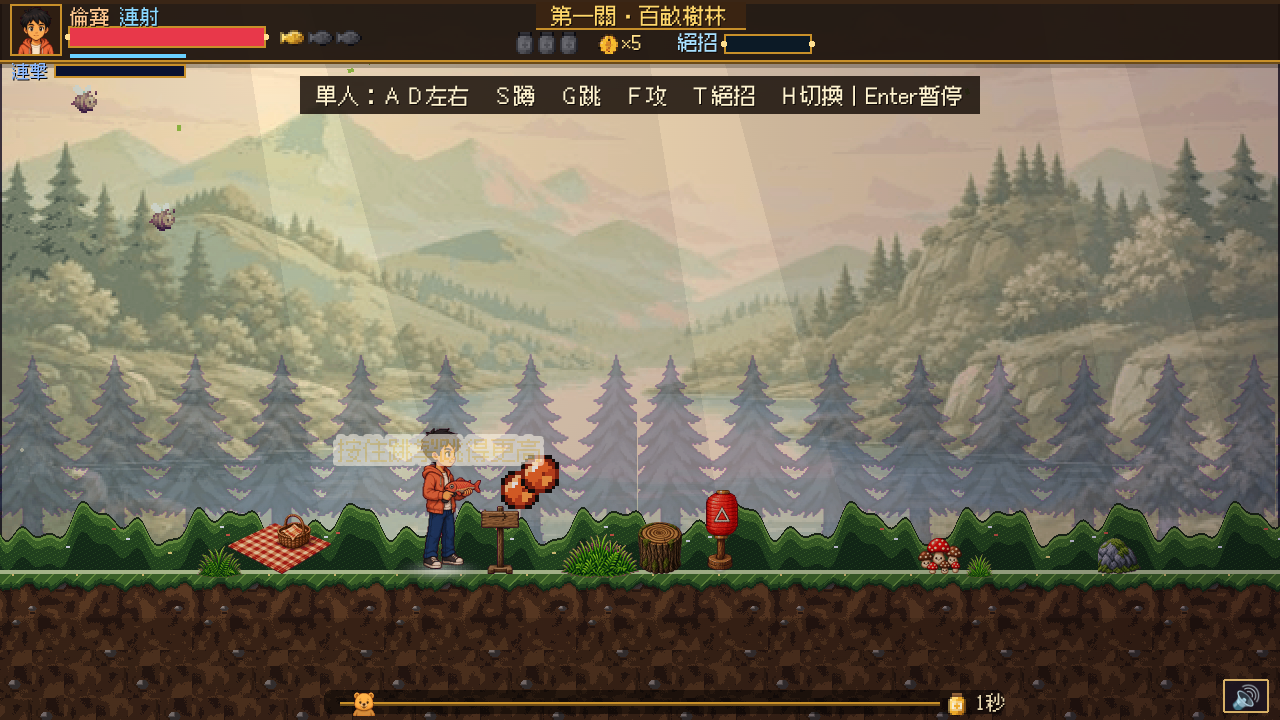 倫寶 連射
第一關・百畝樹林
×5 絕招
連擊
單人：A D左右 S蹲 G跳 F攻 T絕招 H切換｜Enter暫停
1秒